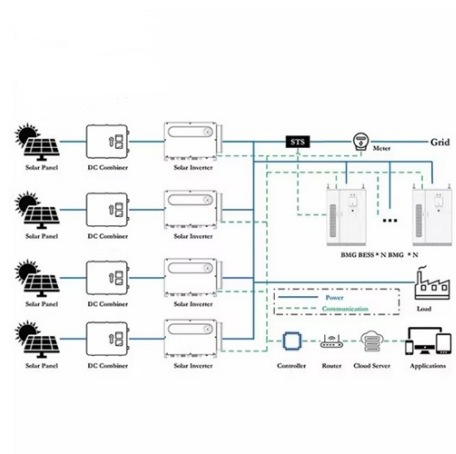 STS
Grid
Meter
Solar Panel DC Combiner Solar Inverter
Solar Panel DC Combiner Solar Inverter
BMG BESS * N BMG * N
Solar Panel DC Combiner Solar Inverter
Power
Communication
Load
Solar Panel DC Combiner Solar Inverter
Controller Router Cloud Server Applications